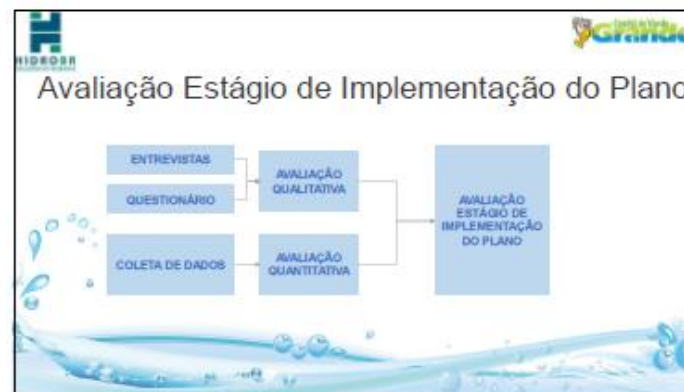 HIDROBR
Grande
Avaliação Estágio de Implementação do Plano
ENTREVISTAS
QUESTIONÁRIO
AVALIAÇÃO
QUALITATIVA
COLETA DE DADOS
AVALIAÇÃO
QUANTITATIVA
AVALIAÇÃO
ESTÁGIO DE
IMPLEMENTAÇÃO
DO PLANO